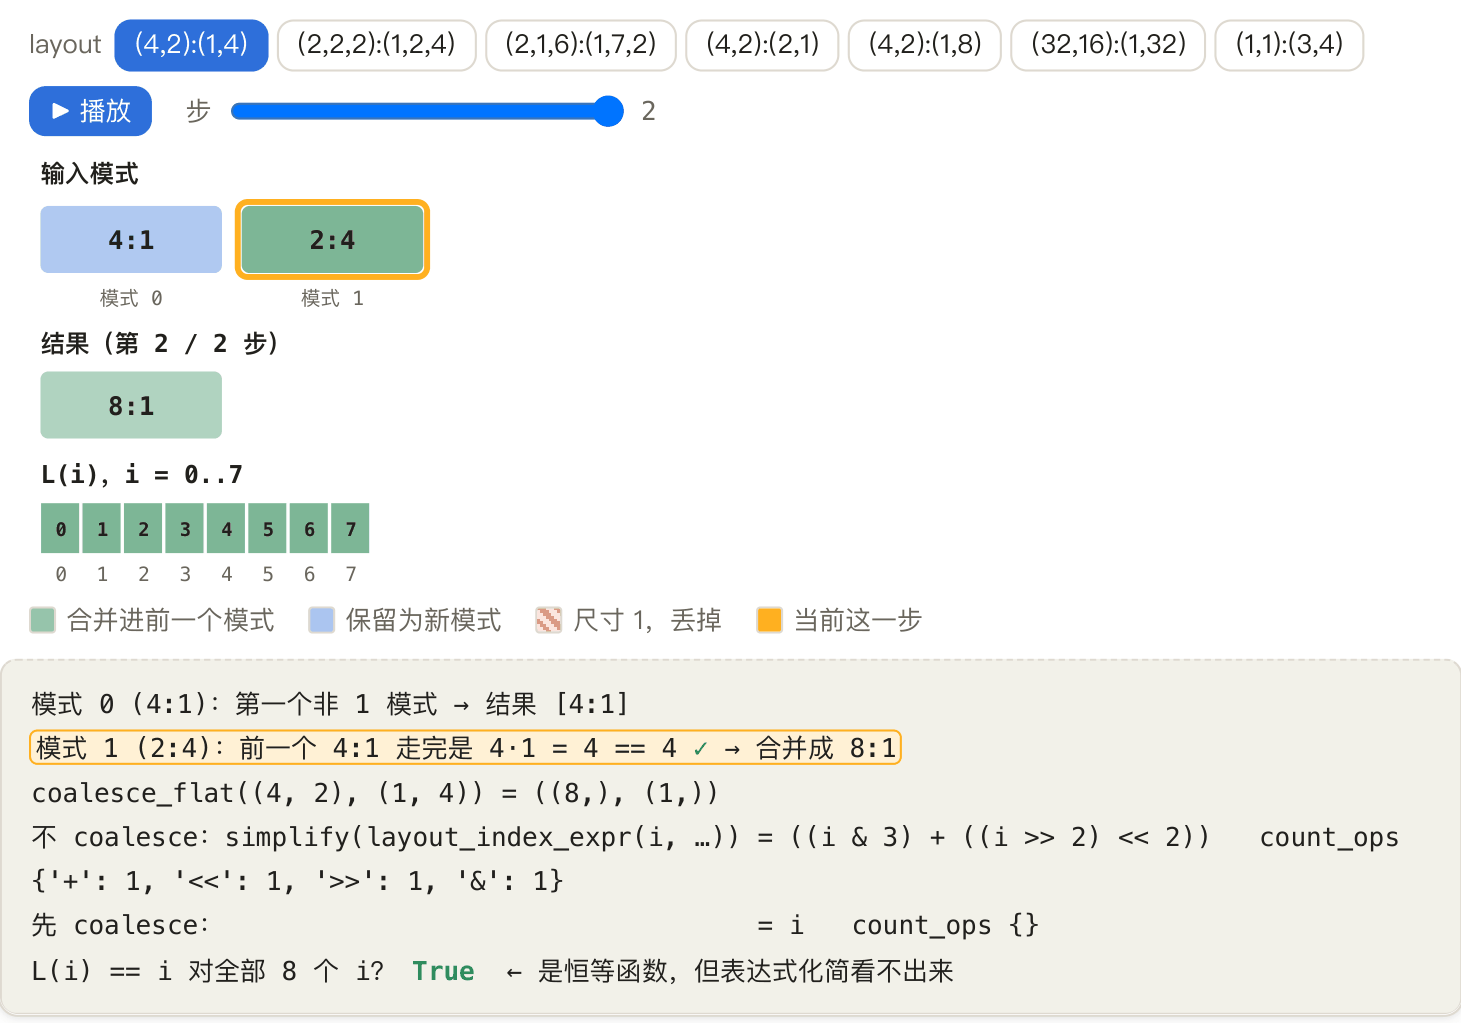 layout (4,2):(1,4) (2,2,2):(1,2,4) (2,1,6):(1,7,2) (4,2):(2,1) (4,2):(1,8) (32,16):(1,32) (1,1):(3,4)
▶ 播放 步 2
输入模式
4:1 2:4
模式 0 模式 1
结果 (第 2 / 2 步)
8:1
L(i), i = 0..7
0 1 2 3 4 5 6 7
0 1 2 3 4 5 6 7
合并进前一个模式 保留为新模式 尺寸 1，丢掉 当前这一步
模式 0 (4:1)：第一个非 1 模式 → 结果 [4:1]
模式 1 (2:4)：前一个 4:1 走完是 4·1 = 4 == 4 ✓ → 合并成 8:1
coalesce_flat((4, 2), (1, 4)) = ((8,), (1,))
不 coalesce：simplify(layout_index_expr(i, …)) = ((i & 3) + ((i >> 2) << 2)) count_ops
{'+': 1, '<<': 1, '>>': 1, '&': 1}
先 coalesce： = i count_ops {}
L(i) == i 对全部 8 个 i？ True ← 是恒等函数，但表达式化简看不出来